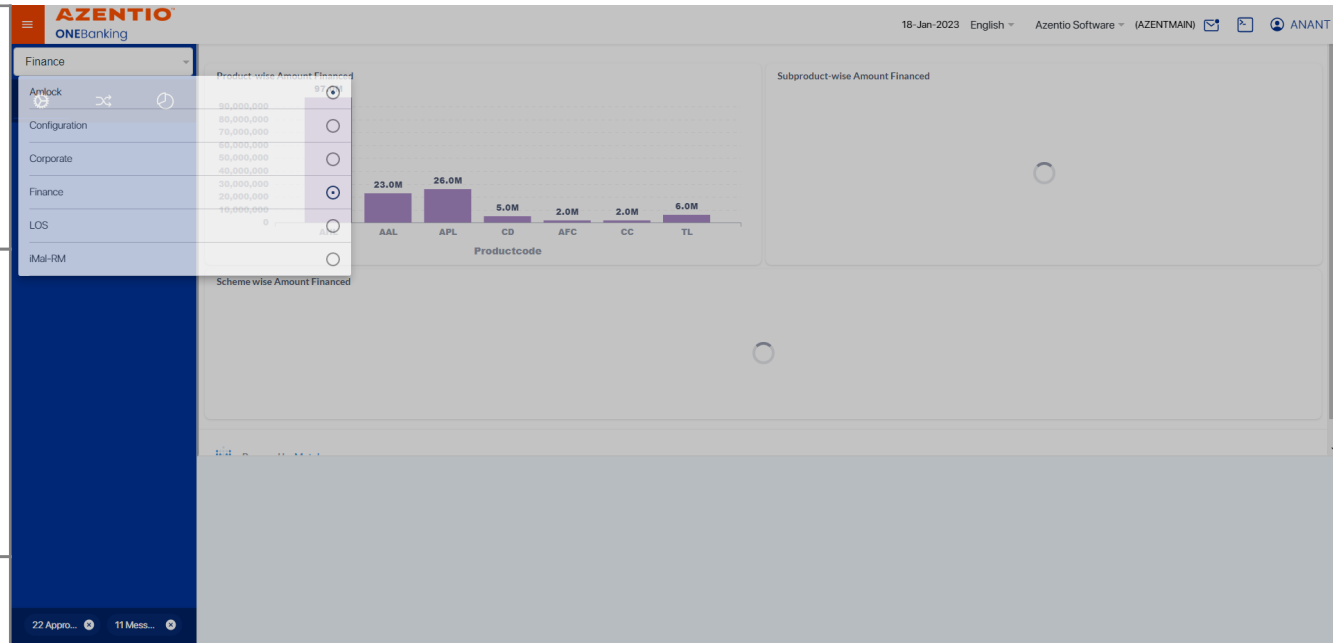 AZENTIO
ONEBanking
18-Jan-2023 English Azentio Software (AZENTMAIN) ANANT
Finance
Amlock
Configuration
Corporate
Finance
LOS
iMal-RM
Product-wise Amount Financed
90,000,000
80,000,000
70,000,000
60,000,000
50,000,000
40,000,000
30,000,000
20,000,000
10,000,000
0
23.0M
26.0M
5.0M
2.0M
2.0M
6.0M
AAL APL CD AFC CC TL
Productcode
Subproduct-wise Amount Financed
Scheme wise Amount Financed
22 Appro...
11 Mess...